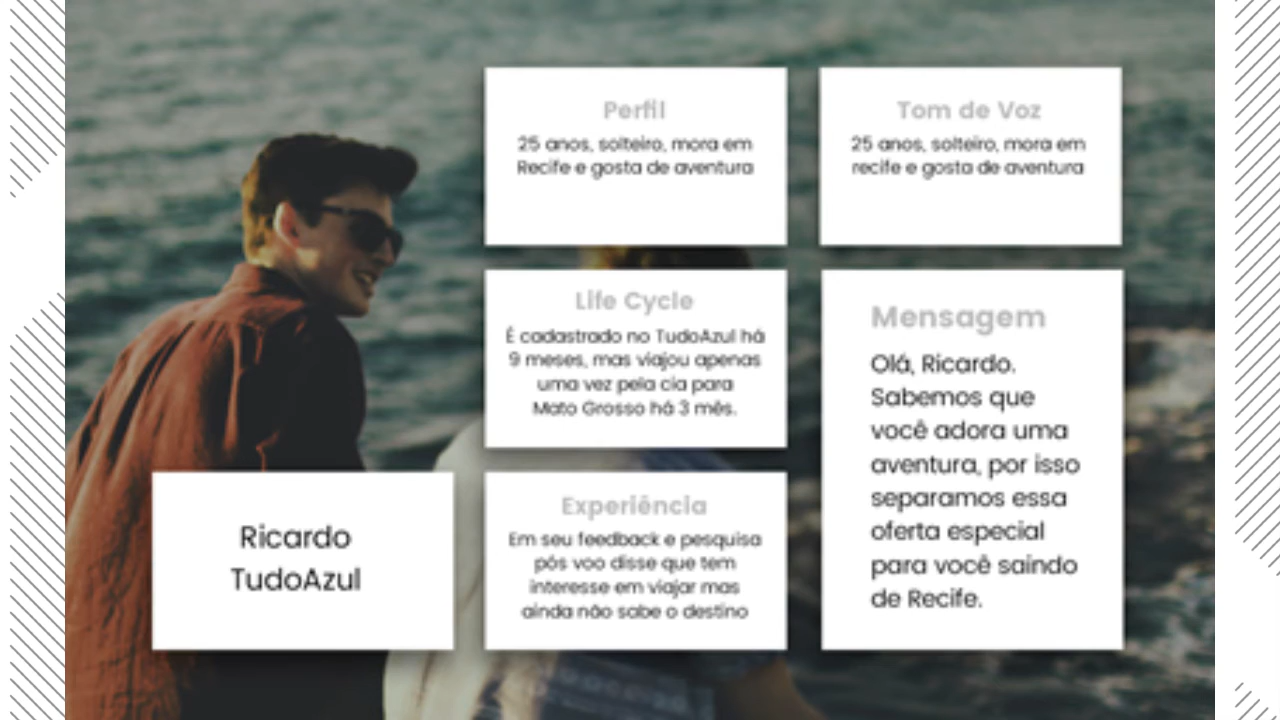 Perfil
25 anos, solteiro, mora em
Recife e gosta de aventura
Tom de Voz
25 anos, solteiro, mora em
recife e gosta de aventura
Life Cycle
É cadastrado no TudoAzul há
9 meses, mas viajou apenas
uma vez pela cia para
Mato Grosso há 3 mês.
Mensagem
Olá, Ricardo.
Sabemos que
você adora uma
aventura, por isso
separamos essa
oferta especial
para você saindo
de Recife.
Ricardo
TudoAzul
Experiência
Em seu feedback e pesquisa
pós voo disse que tem
interesse em viajar mas
ainda não sabe o destino